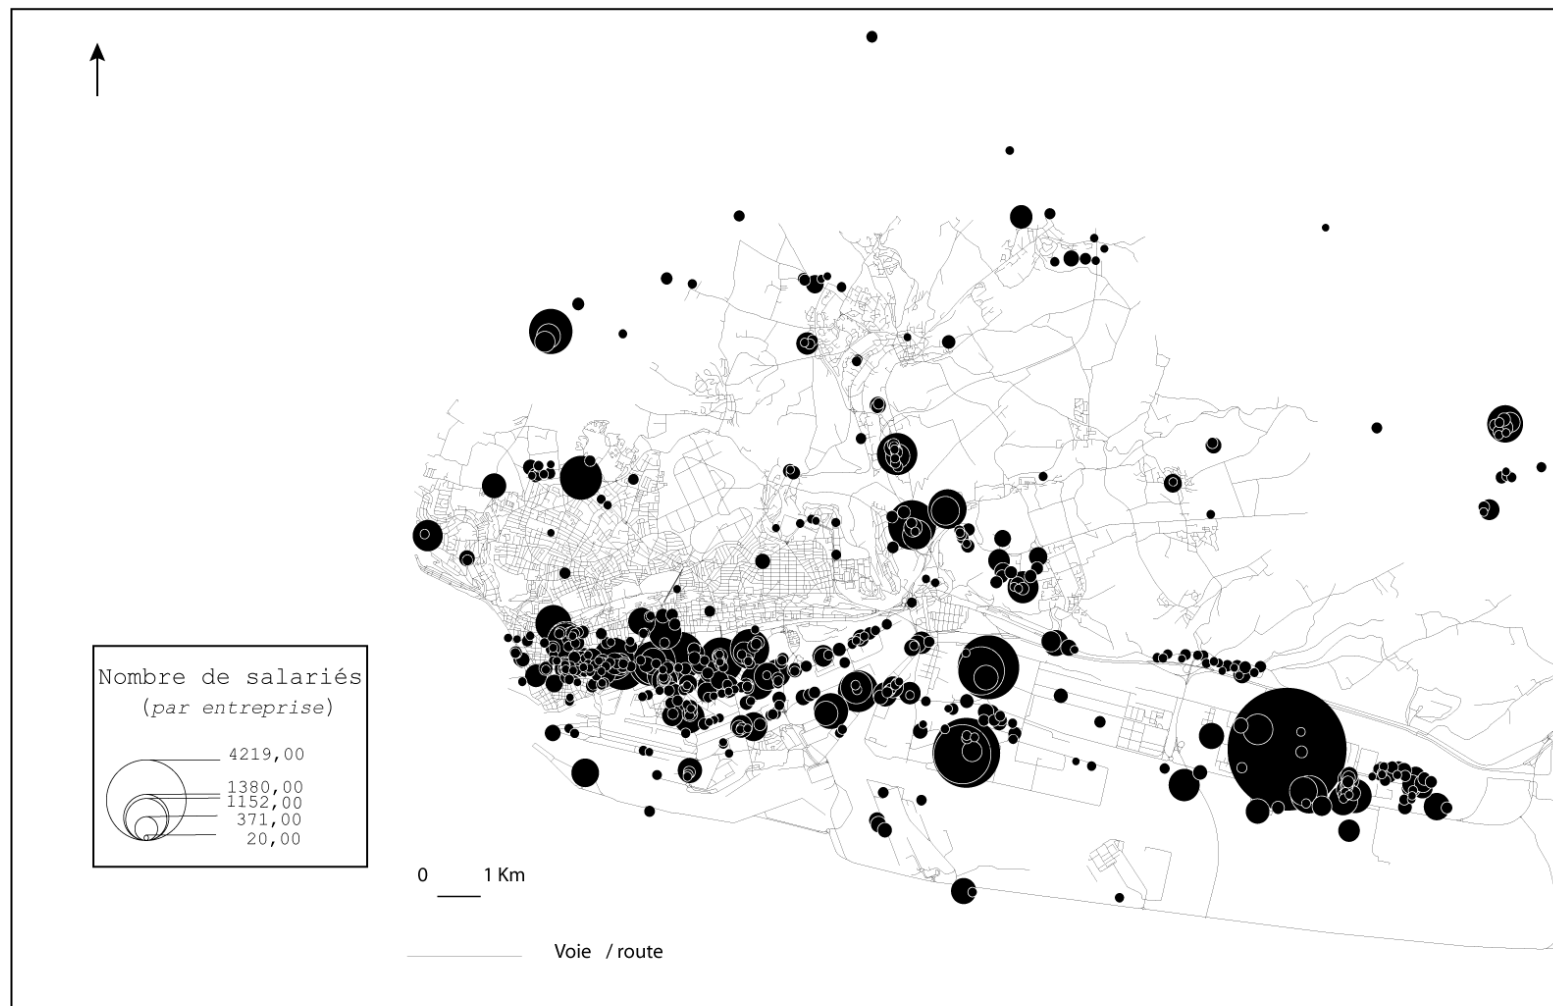 Nombre de salariés
(par entreprise)
4219,00
1380,00
1152,00
371,00
20,00
0 1 Km
Voie / route